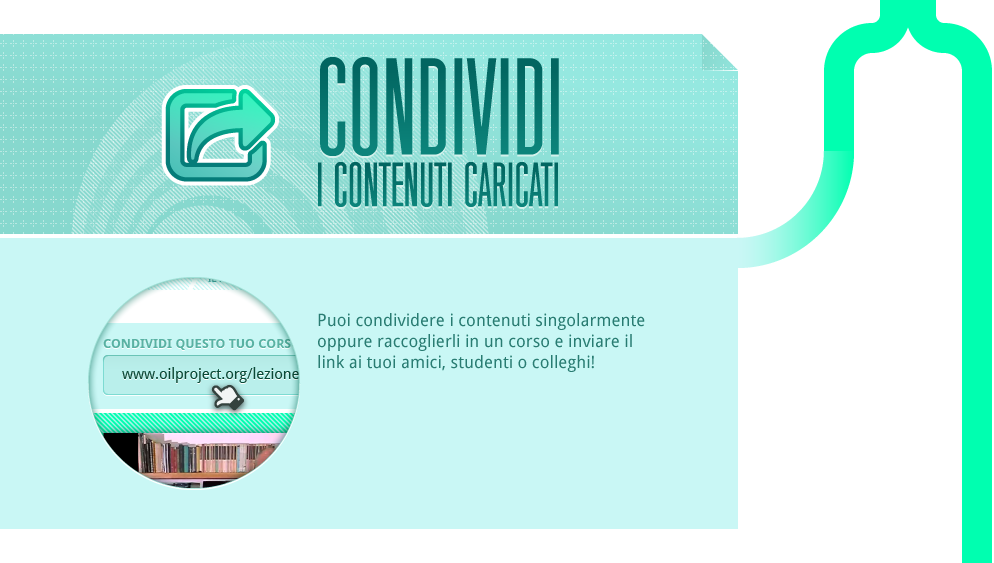 CONDIVIDI
I CONTENUTI CARICATI
Puoi condividere i contenuti singolarmente
oppure raccoglierli in un corso e inviare il
link ai tuoi amici, studenti o colleghi!
CONDIVIDI QUESTO TUO CORS
www.oilproject.org/lezione